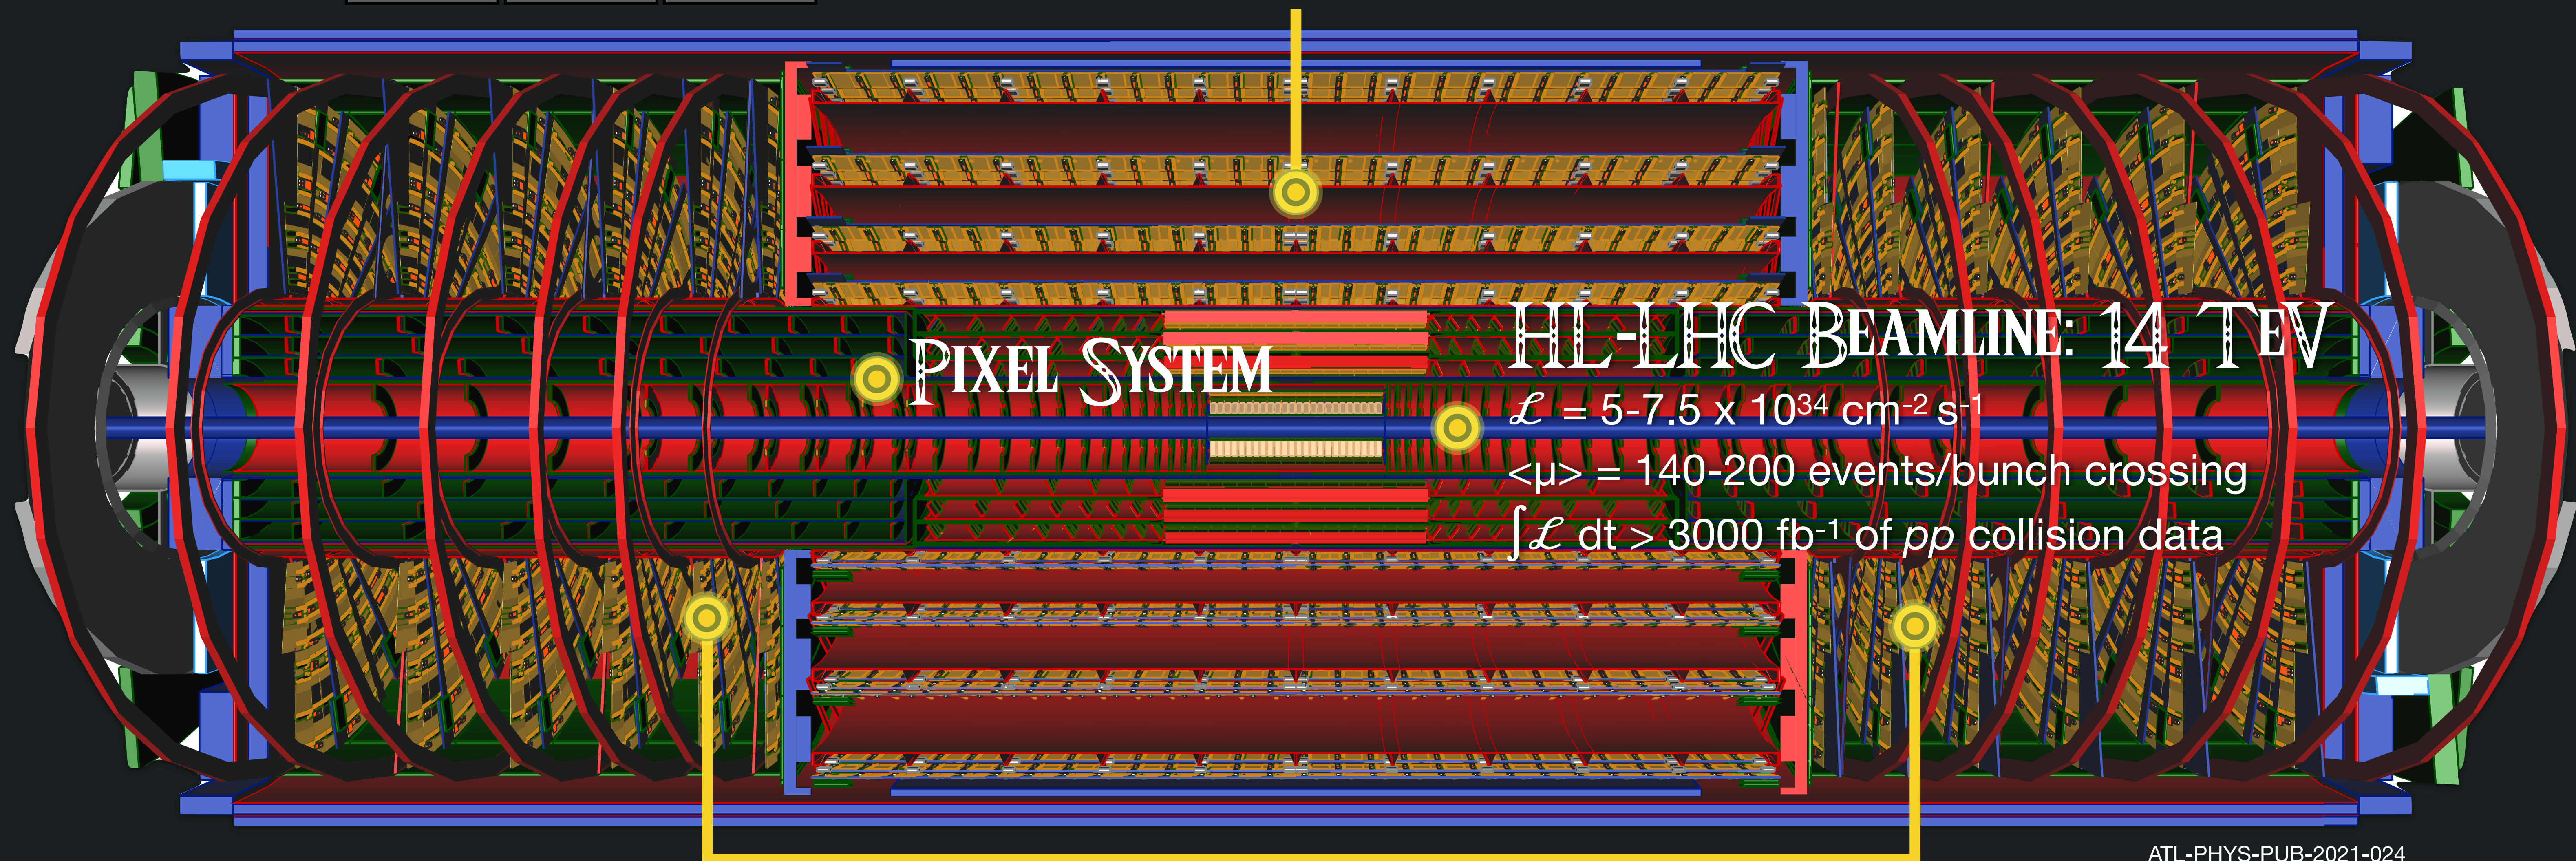 Pixel System
HL-LHC Beamline: 14 TeV
ℒ = 5-7.5 x 10³⁴ cm⁻² s⁻¹
<μ> = 140-200 events/bunch crossing
∫ℒ dt > 3000 fb⁻¹ of pp collision data
ATL-PHYS-PUB-2021-024